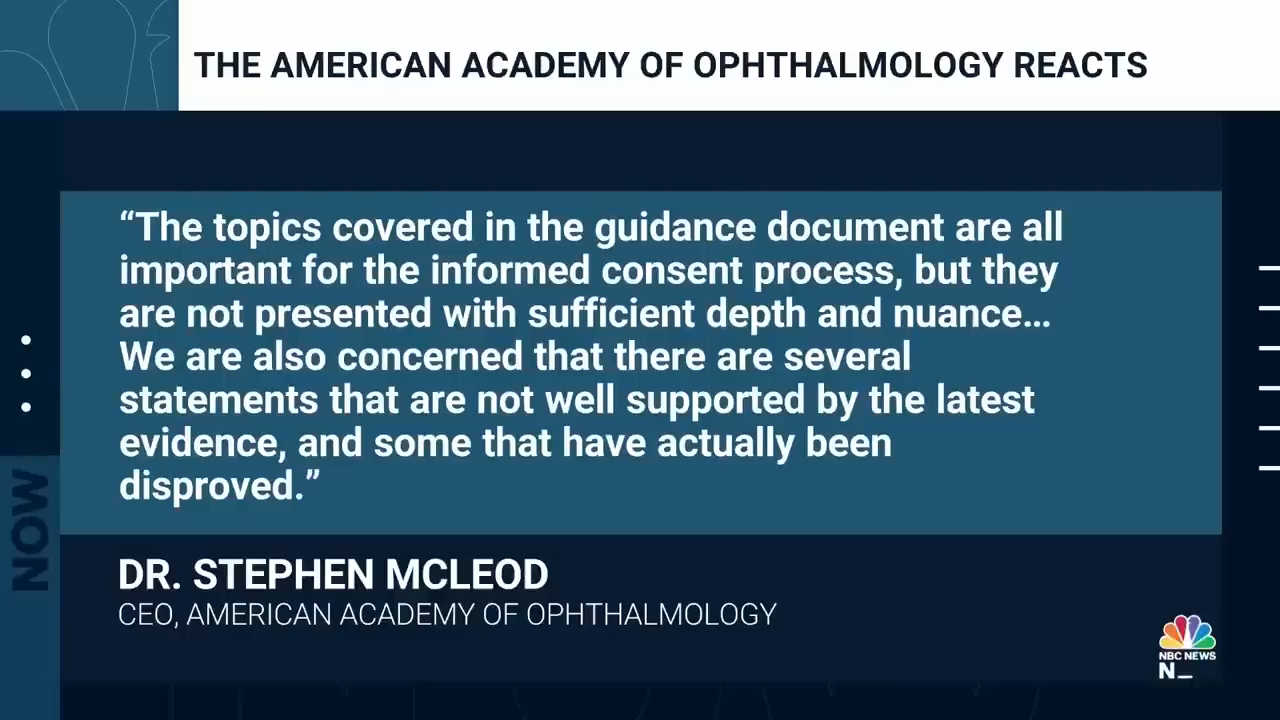 THE AMERICAN ACADEMY OF OPHTHALMOLOGY REACTS
“The topics covered in the guidance document are all
important for the informed consent process, but they
are not presented with sufficient depth and nuance…
We are also concerned that there are several
statements that are not well supported by the latest
evidence, and some that have actually been
disproved.”
DR. STEPHEN MCLEOD
CEO, AMERICAN ACADEMY OF OPHTHALMOLOGY
NOW
NBC NEWS
N_